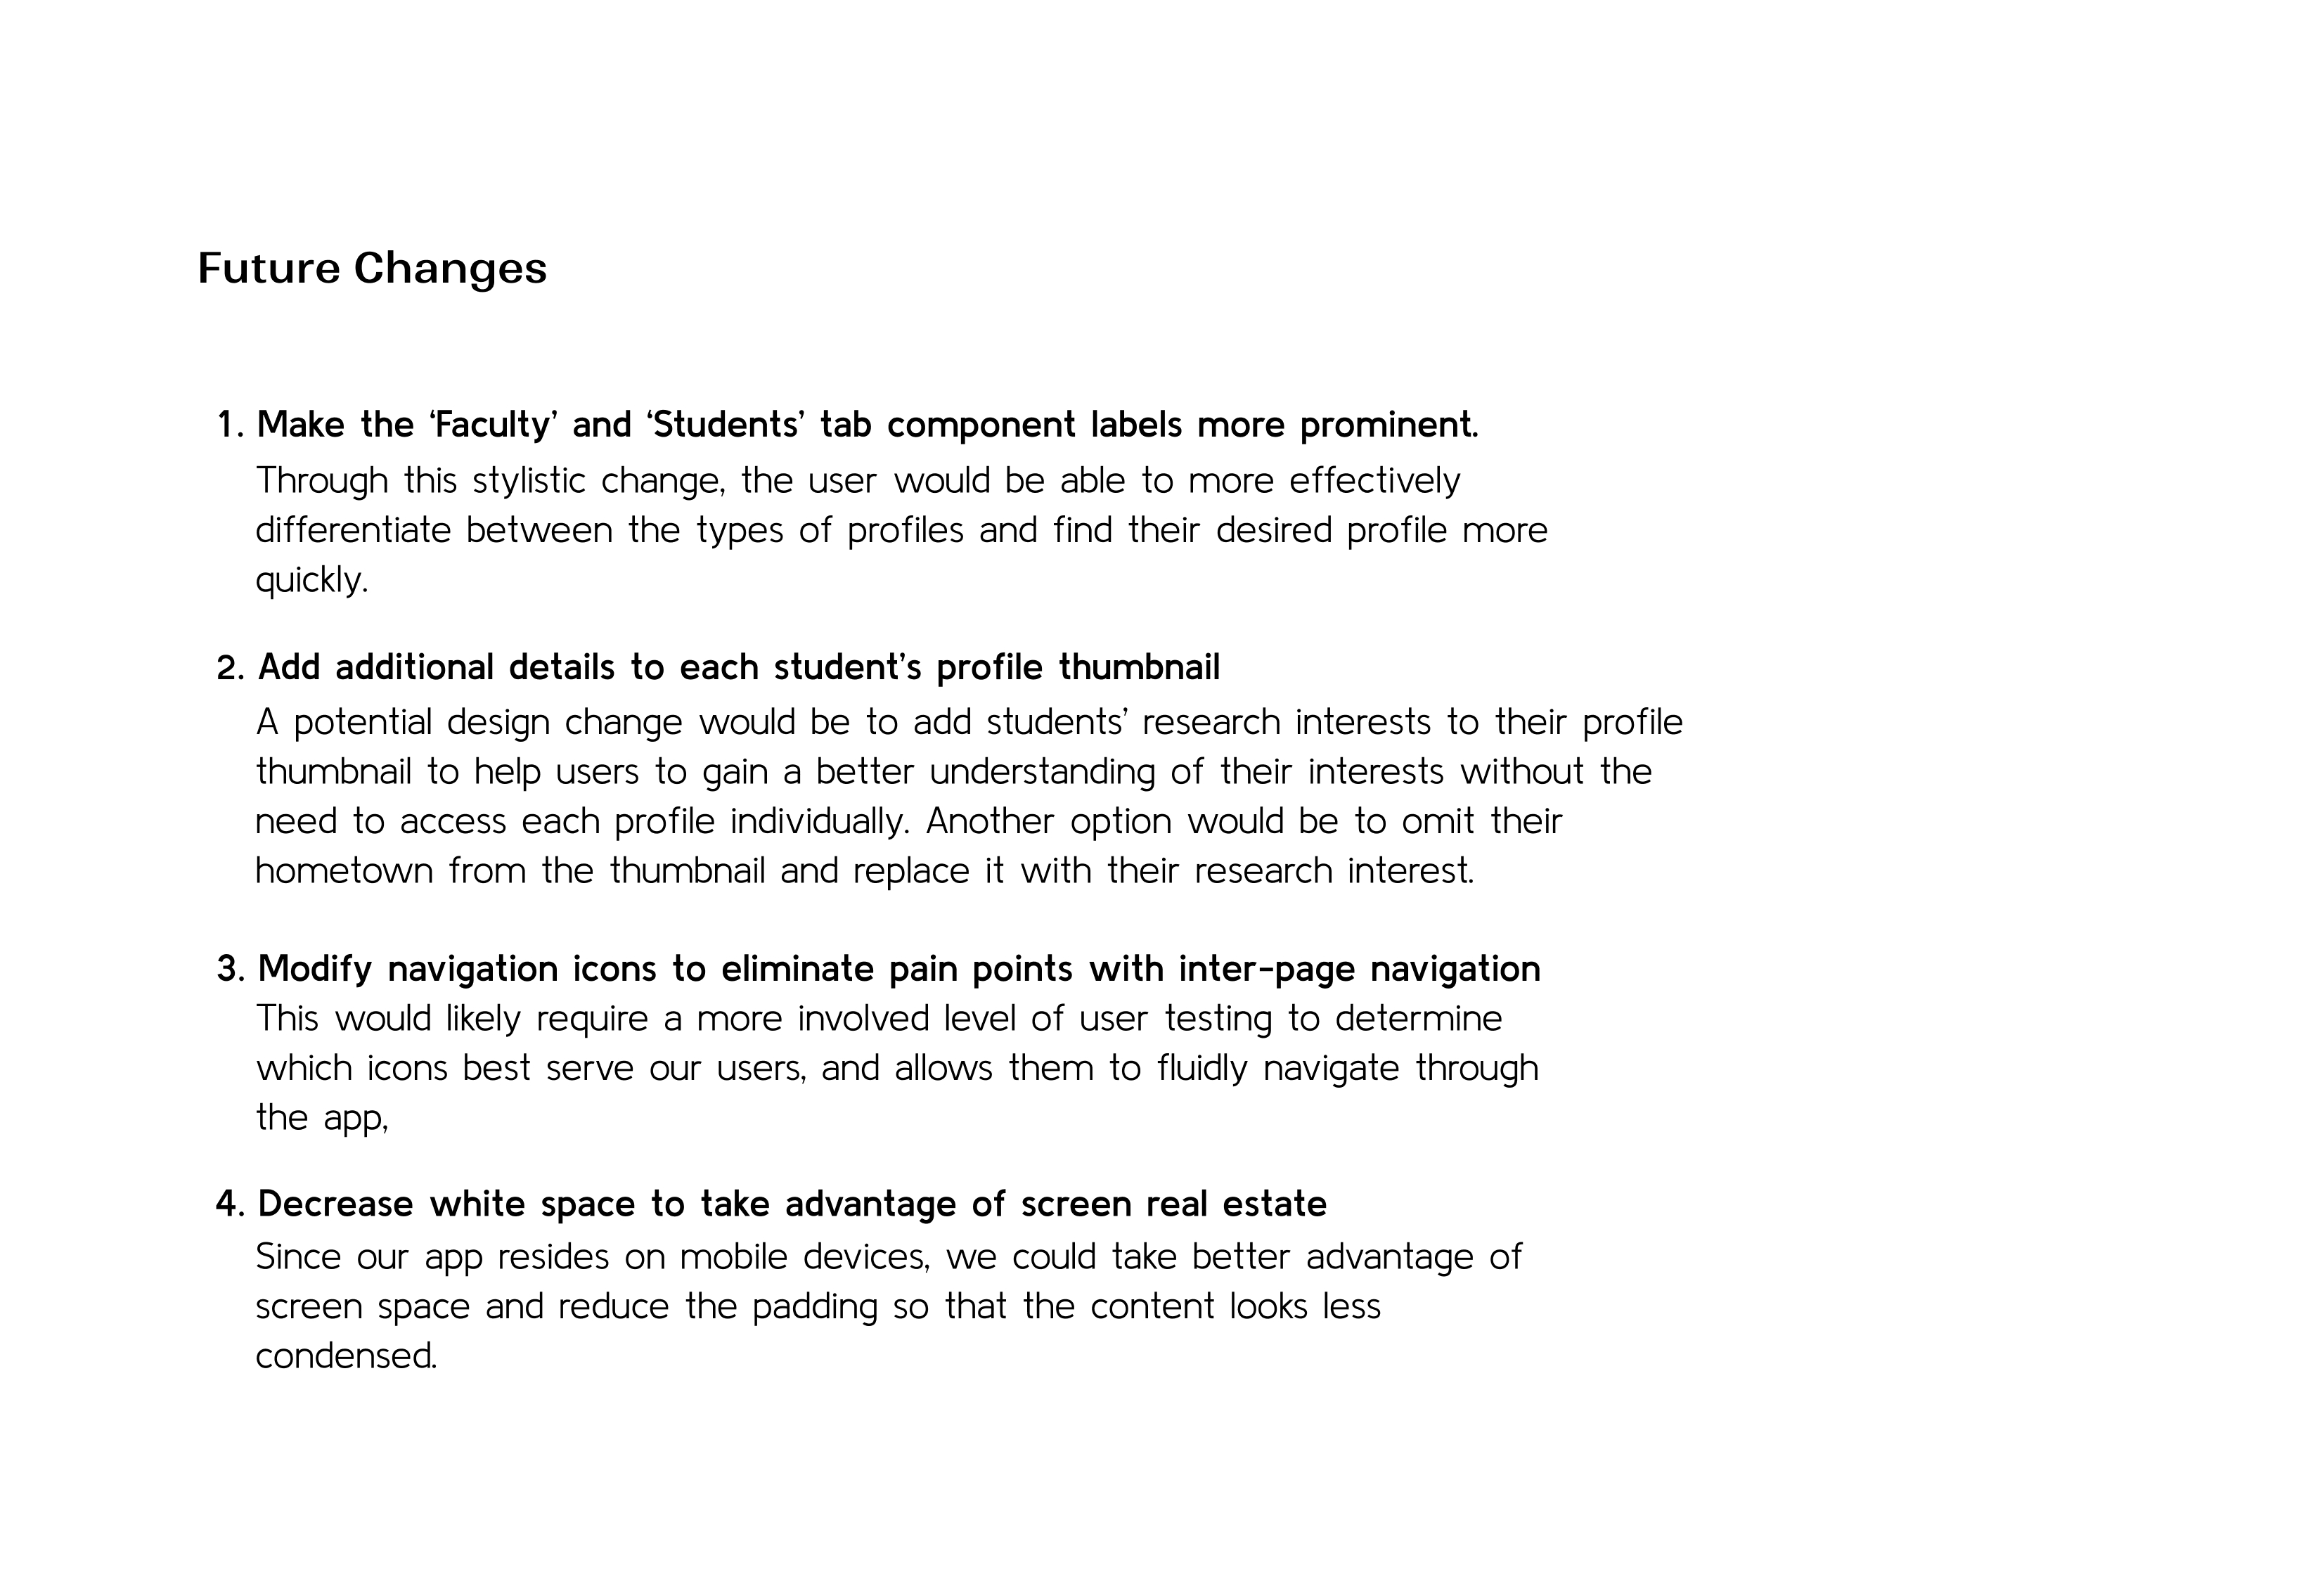 Future Changes
1. Make the ‘Faculty’ and ‘Students’ tab component labels more prominent.
Through this stylistic change, the user would be able to more effectively
differentiate between the types of profiles and find their desired profile more
quickly.
2. Add additional details to each student’s profile thumbnail
A potential design change would be to add students’ research interests to their profile
thumbnail to help users to gain a better understanding of their interests without the
need to access each profile individually. Another option would be to omit their
hometown from the thumbnail and replace it with their research interest.
3. Modify navigation icons to eliminate pain points with inter-page navigation
This would likely require a more involved level of user testing to determine
which icons best serve our users, and allows them to fluidly navigate through
the app,
4. Decrease white space to take advantage of screen real estate
Since our app resides on mobile devices, we could take better advantage of
screen space and reduce the padding so that the content looks less
condensed.